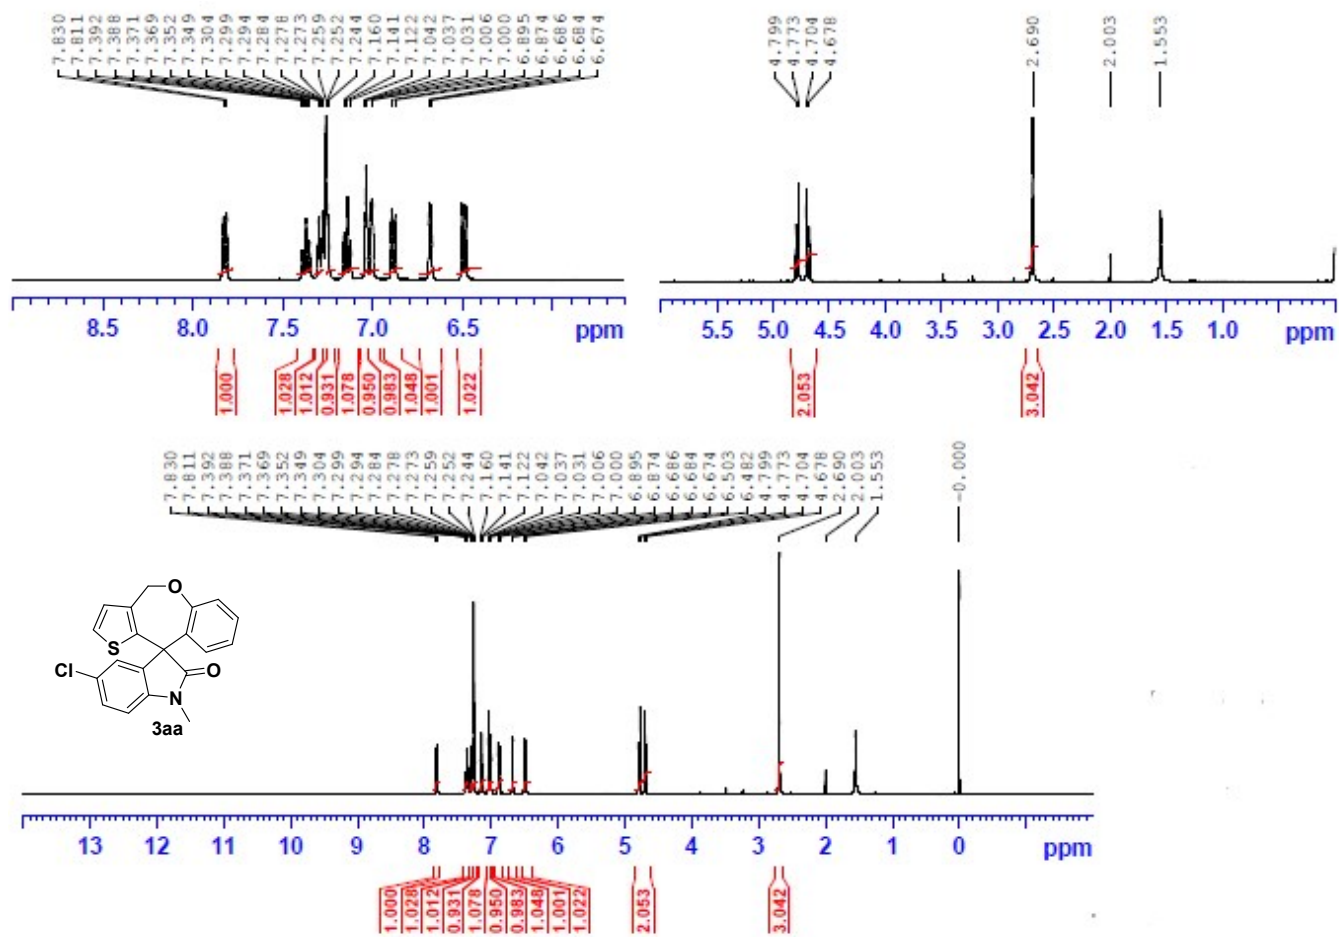 7.830 7.811 7.392 7.388 7.371 7.369 7.352 7.349 7.304 7.299 7.294 7.284 7.278 7.273 7.259 7.252 7.244 7.160 7.141 7.122 7.042 7.037 7.031 7.006 7.000 6.895 6.874 6.686 6.684 6.674
4.799 4.773 4.704 4.678 2.690 2.003 1.553
8.5 8.0 7.5 7.0 6.5 ppm
5.5 5.0 4.5 4.0 3.5 3.0 2.5 2.0 1.5 1.0 ppm
1.000 1.028 1.012 0.931 1.078 0.950 0.983 1.048 1.001 1.022
2.053 3.042
7.830 7.811 7.392 7.388 7.371 7.369 7.352 7.349 7.304 7.299 7.294 7.284 7.278 7.273 7.259 7.252 7.244 7.160 7.141 7.122 7.042 7.037 7.031 7.006 7.000 6.895 6.874 6.686 6.684 6.674 6.503 6.482 4.799 4.773 4.704 4.678 2.690 2.003 1.553 -0.000
O
S
Cl
O
N
3aa
13 12 11 10 9 8 7 6 5 4 3 2 1 0 ppm
1.000 1.028 1.012 0.931 1.078 0.950 0.983 1.048 1.001 1.022 2.053 3.042